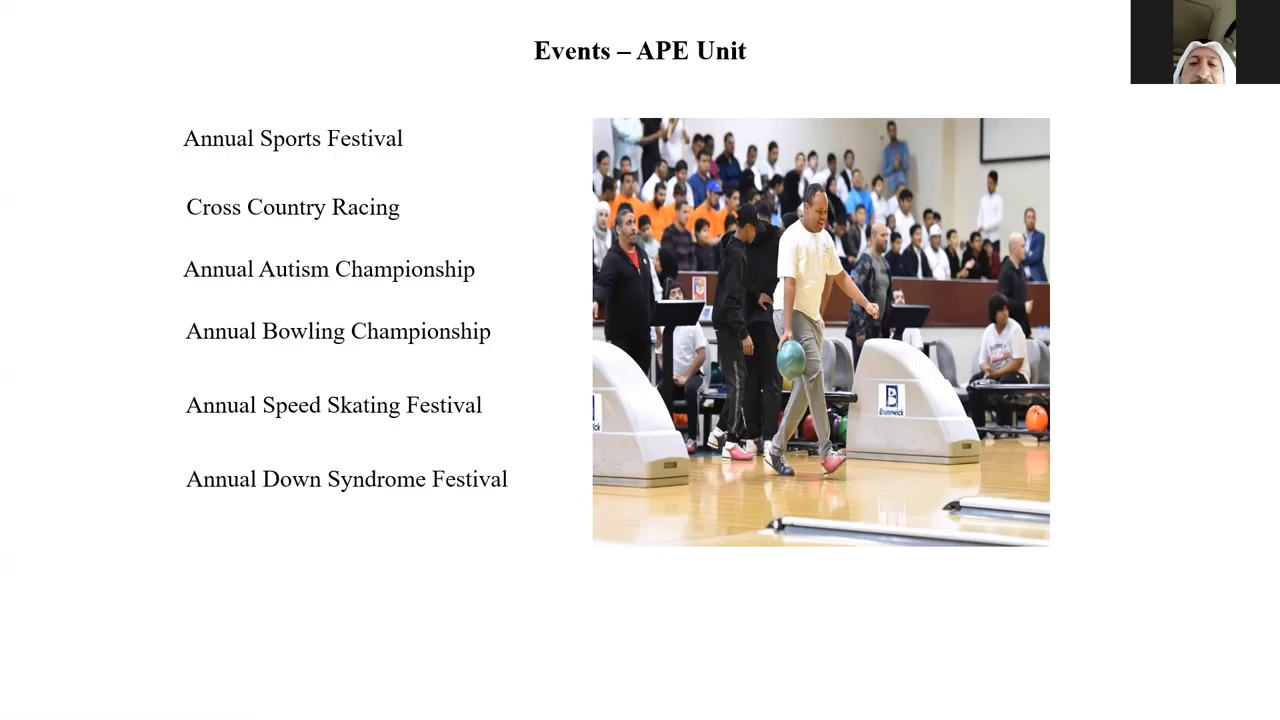 Events – APE Unit
Annual Sports Festival
Cross Country Racing
Annual Autism Championship
Annual Bowling Championship
Annual Speed Skating Festival
Annual Down Syndrome Festival
Brunswick